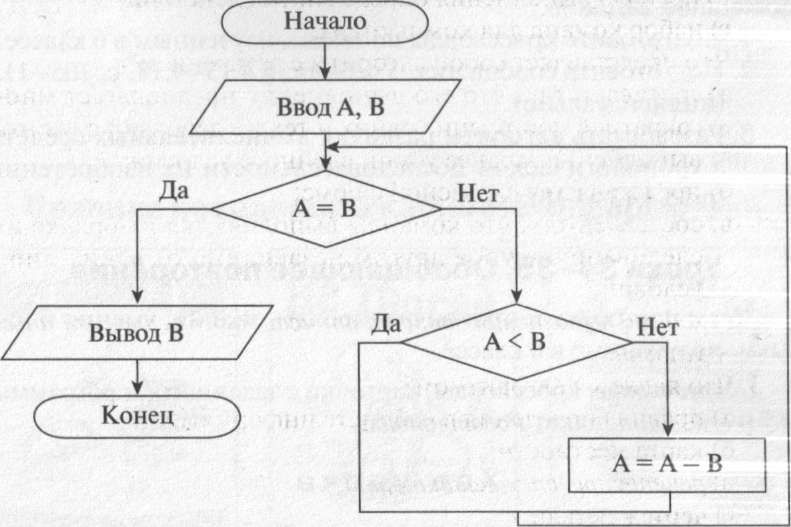 Начало
Ввод A, B
Да
A = B
Нет
Вывод B
Да
A < B
Нет
Конец
A = A – B